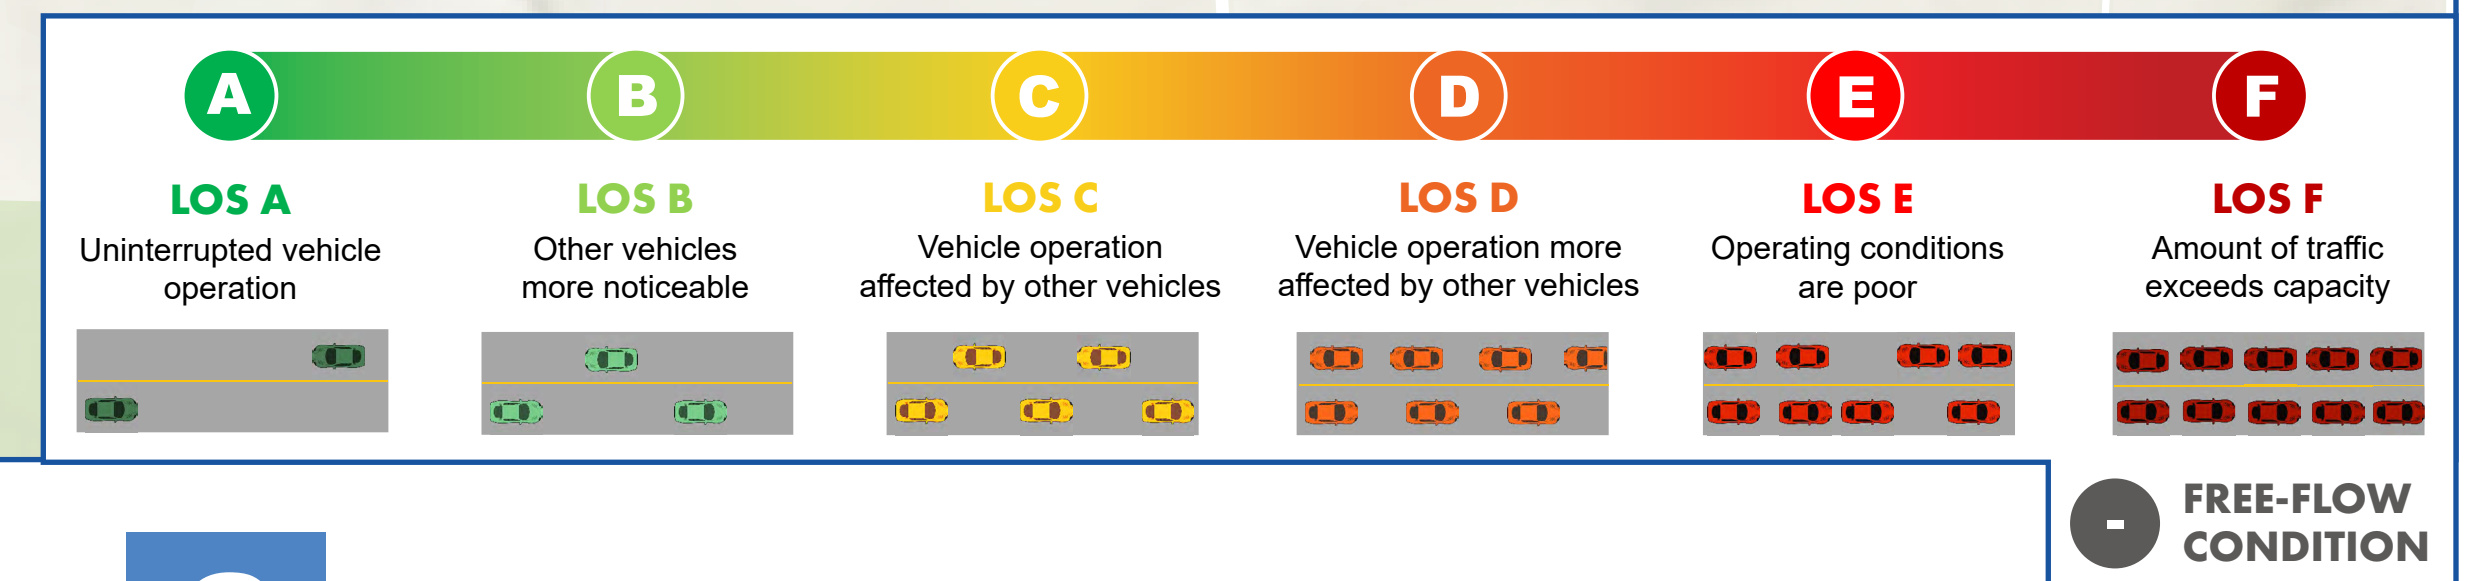 A
B
C
D
E
F
LOS A
Uninterrupted vehicle
operation
LOS B
Other vehicles
more noticeable
LOS C
Vehicle operation
affected by other vehicles
LOS D
Vehicle operation more
affected by other vehicles
LOS E
Operating conditions
are poor
LOS F
Amount of traffic
exceeds capacity
-
FREE-FLOW
CONDITION